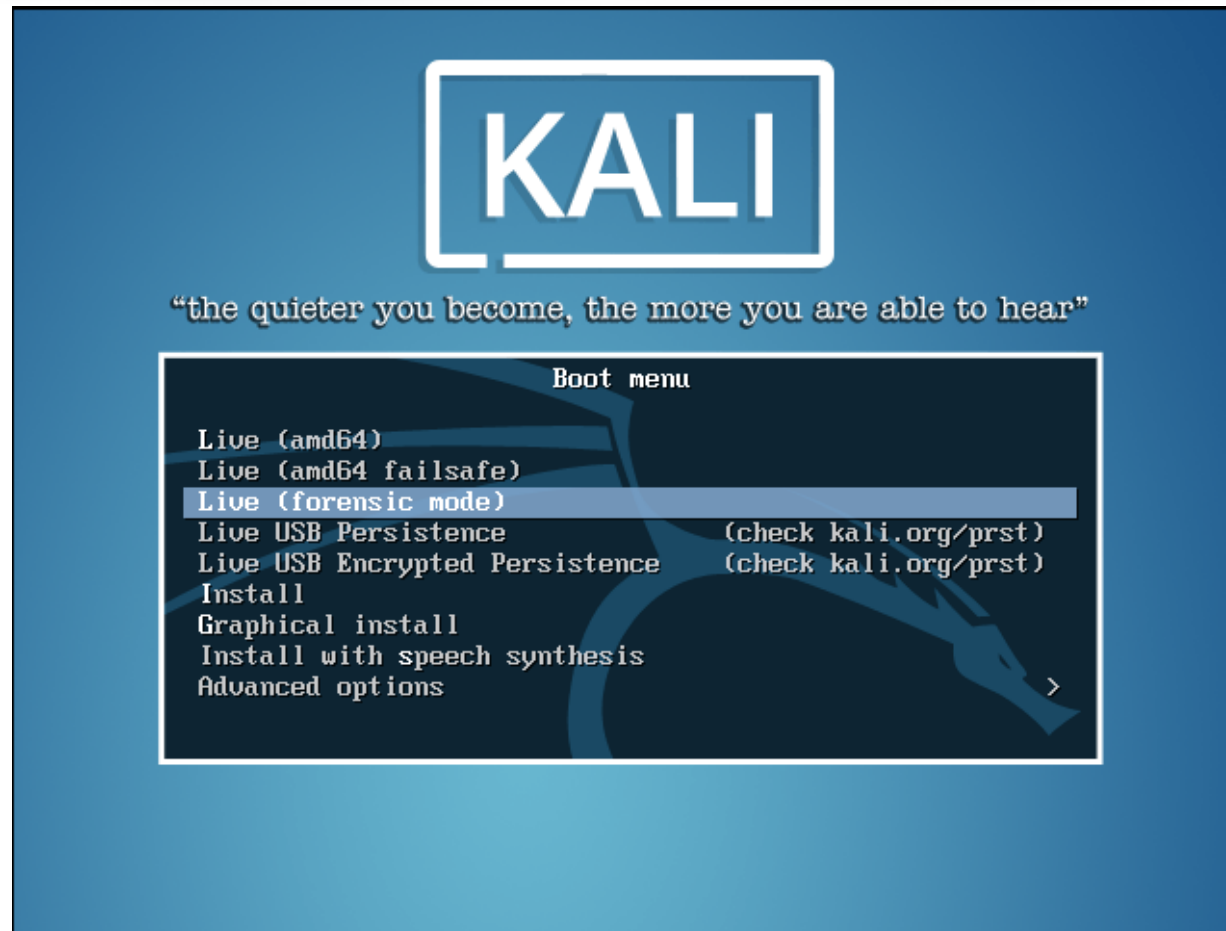 KALI
“the quieter you become, the more you are able to hear”
Boot menu
Live (amd64)
Live (amd64 failsafe)
Live (forensic mode)
Live USB Persistence (check kali.org/prst)
Live USB Encrypted Persistence (check kali.org/prst)
Install
Graphical install
Install with speech synthesis
Advanced options >